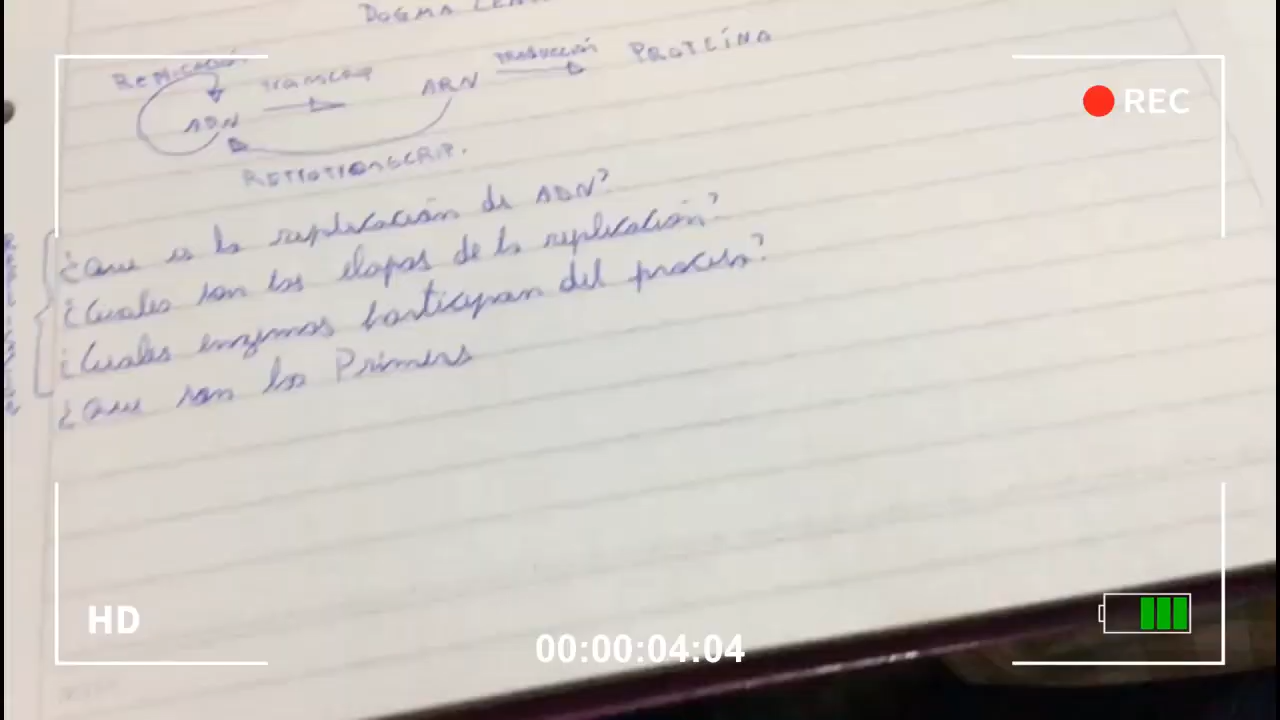 DOGMA
REPLICACIÓN
Transcrip
ARN
TRADUCCIÓN
PROTEÍNA
ADN
RETROTRANSCRIP.
¿Que es la replicación de ADN?
¿Cuales son las etapas de la replicación?
¿Cuales enzimas participan del proceso?
¿Que son los Primers
REC
HD
00:00:04:04